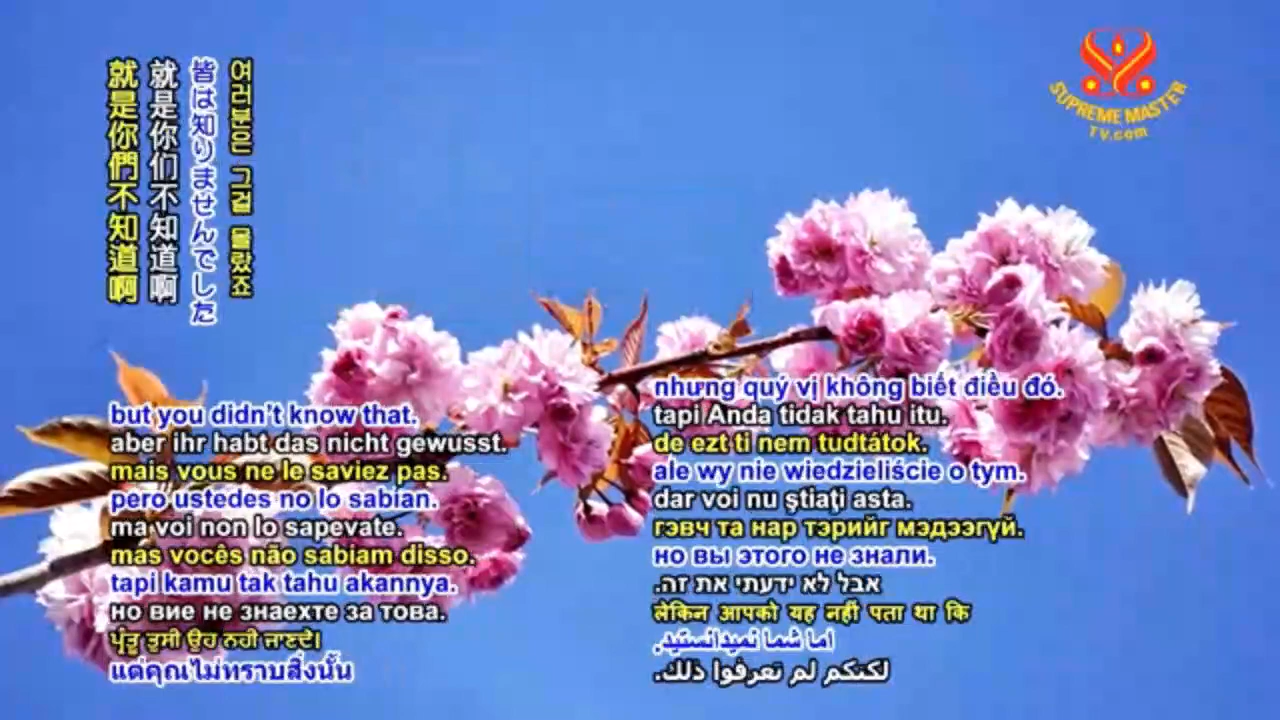 就是你們不知道啊
就是你们不知道啊
皆は知りませんでした
여러분은 그걸 몰랐죠
SUPREME MASTER
TV.com
but you didn't know that.
aber ihr habt das nicht gewusst.
mais vous ne le saviez pas.
pero ustedes no lo sabían.
ma voi non lo sapevate.
mas vocês não sabiam disso.
tapi kamu tak tahu akannya.
но вие не знаехте за това.
ਪ੍ਰੰਤੂ ਤੁਸੀ ਉਹ ਨਹੀ ਜਾਣਦੇ।
แต่คุณไม่ทราบสิ่งนั้น
nhưng quý vị không biết điều đó.
tapi Anda tidak tahu itu.
de ezt ti nem tudtátok.
ale wy nie wiedzieliście o tym.
dar voi nu ştiaţi asta.
гэвч та нар тэрийг мэдээгүй.
но вы этого не знали.
אבל לא ידעתי את זה.
लेकिन आपको यह नहीं पता था कि
اما شما نمیدانستید.
لكنكم لم تعرفوا ذلك.